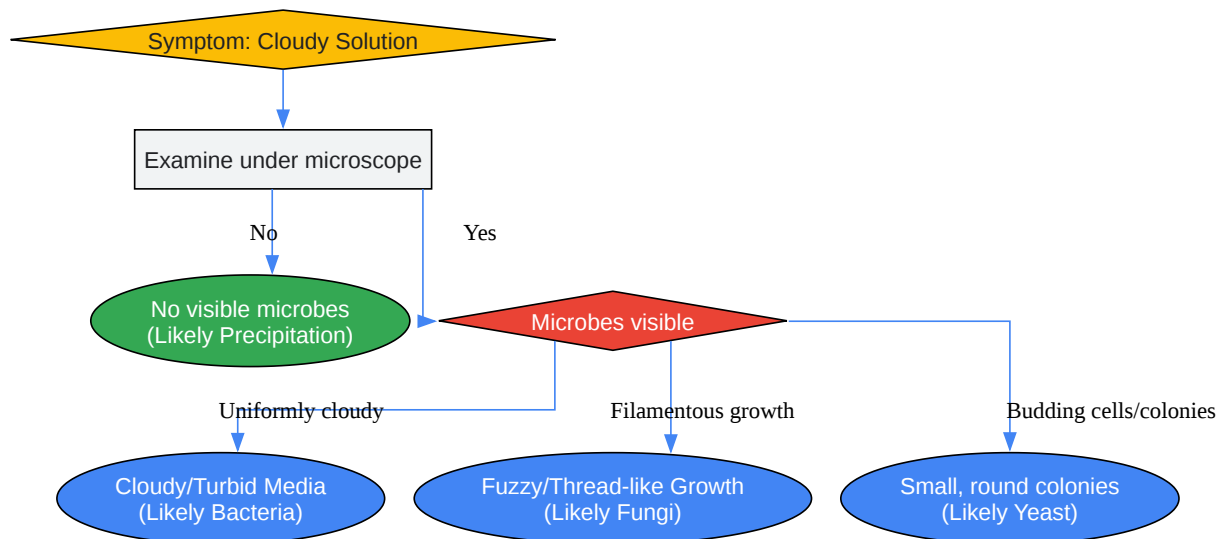 Symptom: Cloudy Solution
Examine under microscope
No
Yes
No visible microbes
(Likely Precipitation)
Microbes visible
Uniformly cloudy
Filamentous growth
Budding cells/colonies
Cloudy/Turbid Media
(Likely Bacteria)
Fuzzy/Thread-like Growth
(Likely Fungi)
Small, round colonies
(Likely Yeast)